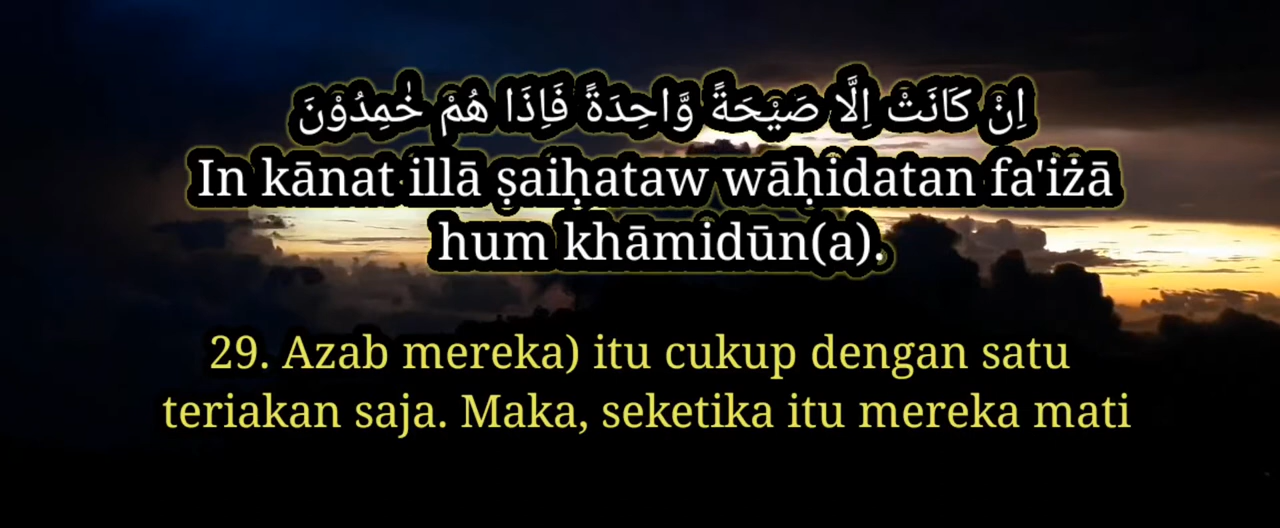 اِنْ كَانَتْ اِلَّا صَيْحَةً وَّاحِدَةً فَاِذَا هُمْ خٰمِدُوْنَ
In kānat illā ṣaiḥataw wāḥidatan fa'iżā
hum khāmidūn(a).
29. Azab mereka) itu cukup dengan satu
teriakan saja. Maka, seketika itu mereka mati